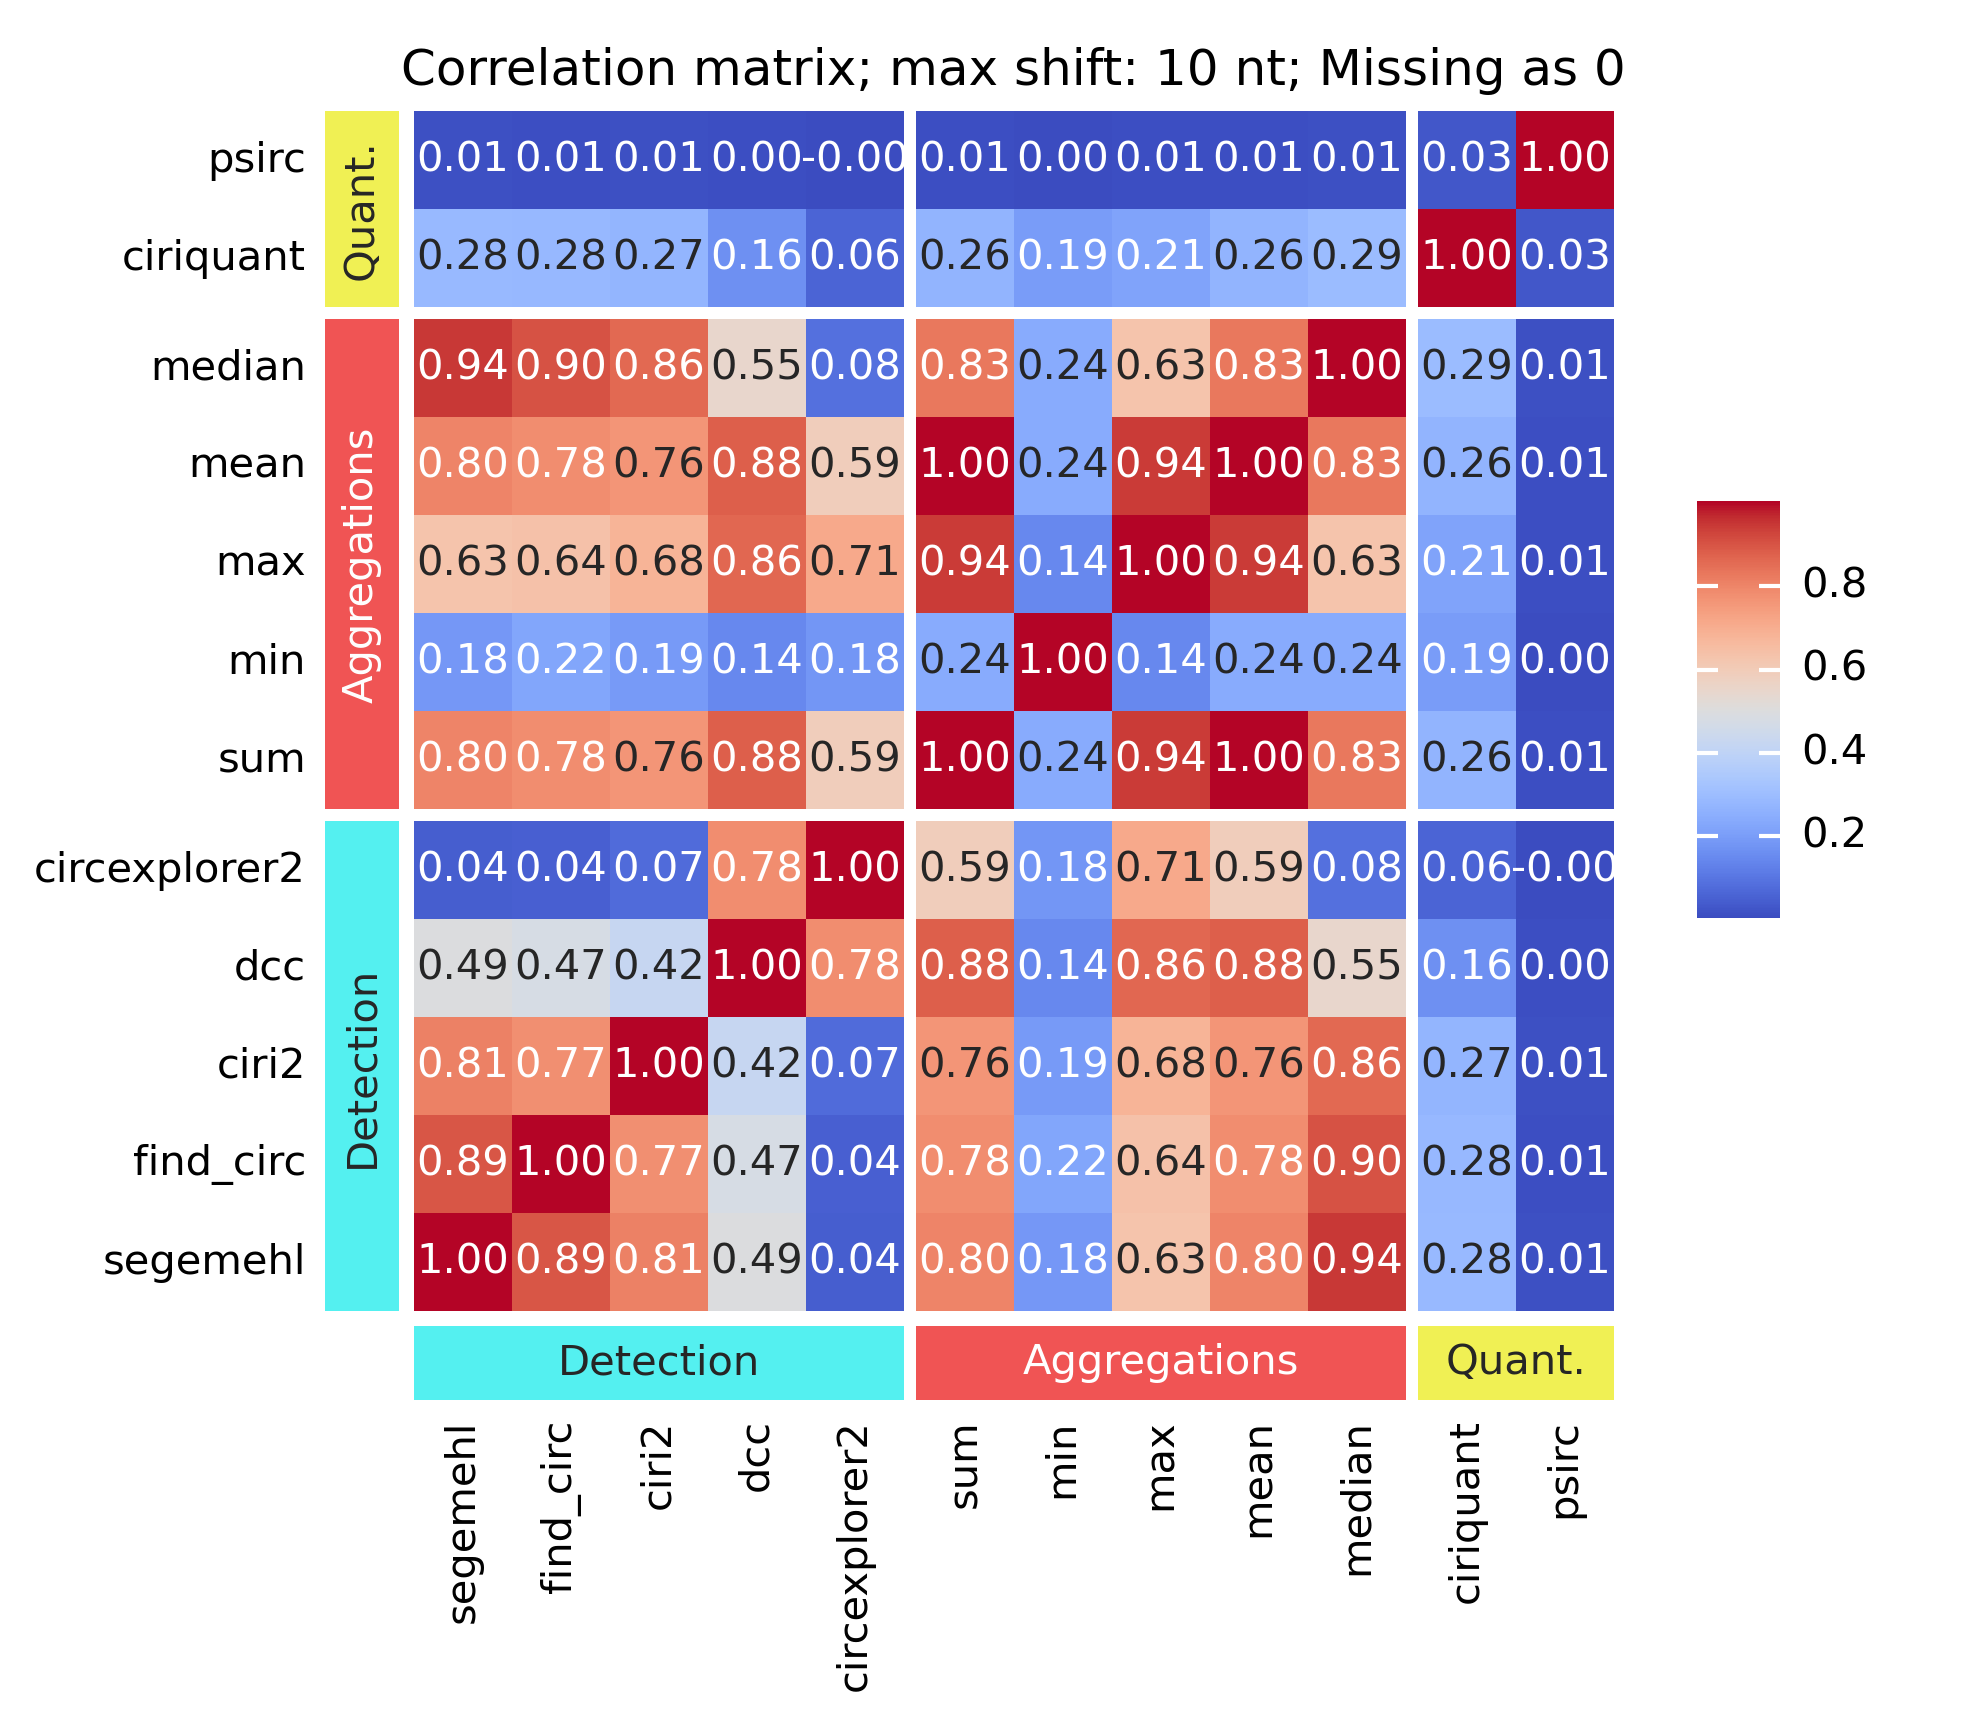 Correlation matrix; max shift: 10 nt; Missing as 0
psirc Quant. 0.01 0.01 0.01 0.00 -0.00 0.01 0.00 0.01 0.01 0.01 0.03 1.00
ciriquant 0.28 0.28 0.27 0.16 0.06 0.26 0.19 0.21 0.26 0.29 1.00 0.03
median Aggregations 0.94 0.90 0.86 0.55 0.08 0.83 0.24 0.63 0.83 1.00 0.29 0.01
mean 0.80 0.78 0.76 0.88 0.59 1.00 0.24 0.94 1.00 0.83 0.26 0.01
max 0.63 0.64 0.68 0.86 0.71 0.94 0.14 1.00 0.94 0.63 0.21 0.01
min 0.18 0.22 0.19 0.14 0.18 0.24 1.00 0.14 0.24 0.24 0.19 0.00
sum 0.80 0.78 0.76 0.88 0.59 1.00 0.24 0.94 1.00 0.83 0.26 0.01
circexplorer2 Detection 0.04 0.04 0.07 0.78 1.00 0.59 0.18 0.71 0.59 0.08 0.06 -0.00
dcc 0.49 0.47 0.42 1.00 0.78 0.88 0.14 0.86 0.88 0.55 0.16 0.00
ciri2 0.81 0.77 1.00 0.42 0.07 0.76 0.19 0.68 0.76 0.86 0.27 0.01
find_circ 0.89 1.00 0.77 0.47 0.04 0.78 0.22 0.64 0.78 0.90 0.28 0.01
segemehl 1.00 0.89 0.81 0.49 0.04 0.80 0.18 0.63 0.80 0.94 0.28 0.01
Detection Aggregations Quant.
segemehl find_circ ciri2 dcc circexplorer2 sum min max mean median ciriquant psirc
0.8
0.6
0.4
0.2